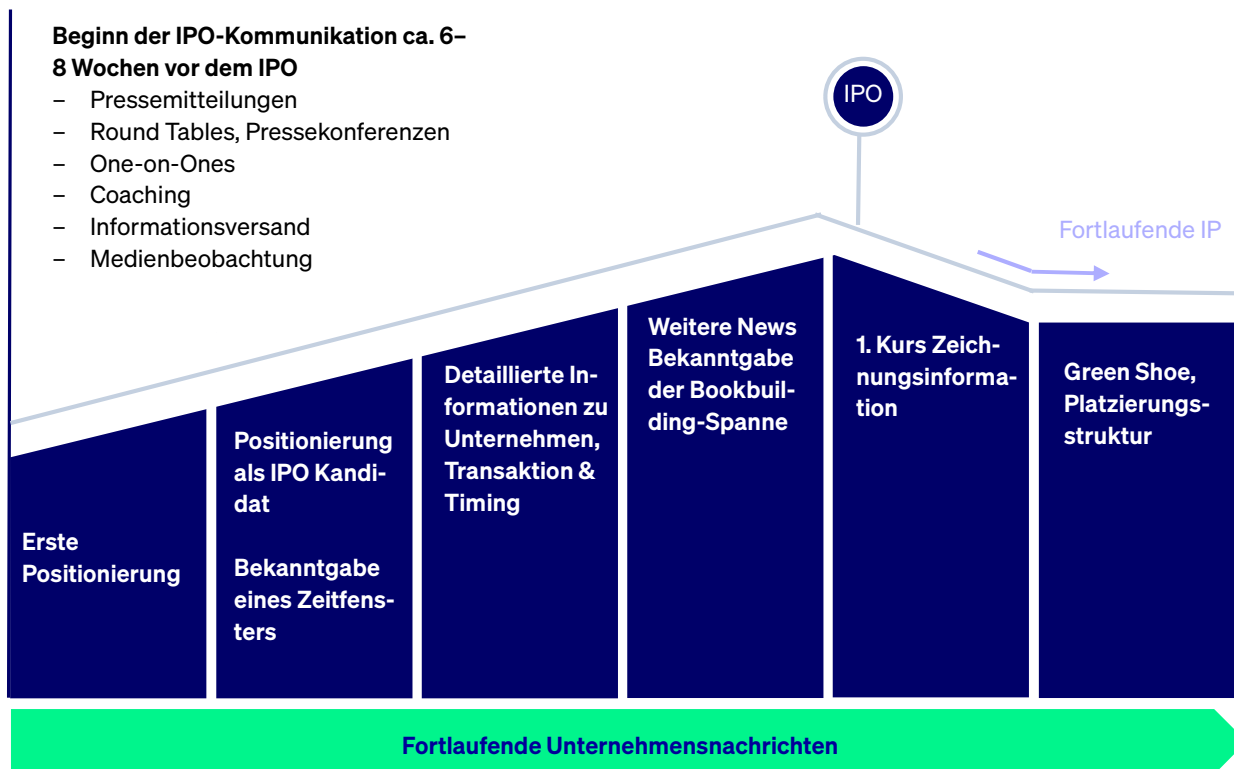 Beginn der IPO-Kommunikation ca. 6–
8 Wochen vor dem IPO
– Pressemitteilungen
– Round Tables, Pressekonferenzen
– One-on-Ones
– Coaching
– Informationsversand
– Medienbeobachtung
IPO
Fortlaufende IP
Erste
Positionierung
Positionierung
als IPO Kandi-
dat
Bekanntgabe
eines Zeitfens-
ters
Detaillierte In-
formationen zu
Unternehmen,
Transaktion &
Timing
Weitere News
Bekanntgabe
der Bookbuil-
ding-Spanne
1. Kurs Zeich-
nungsinforma-
tion
Green Shoe,
Platzierungs-
struktur
Fortlaufende Unternehmensnachrichten